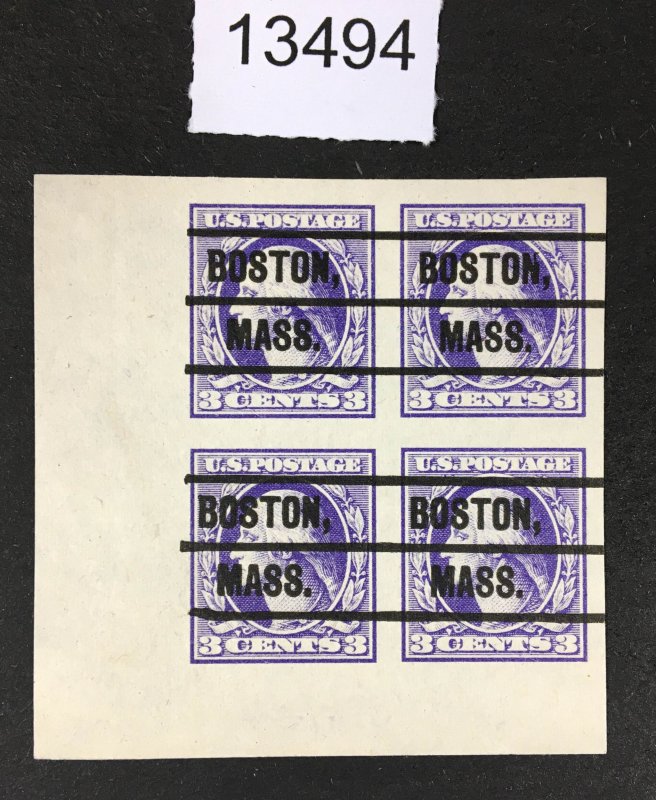 13494
U.S. POSTAGE U.S. POSTAGE
BOSTON, BOSTON,
MASS. MASS.
3 CENTS 3 3 CENTS 3
U.S. POSTAGE U.S. POSTAGE
BOSTON, BOSTON,
MASS. MASS.
3 CENTS 3 3 CENTS 3